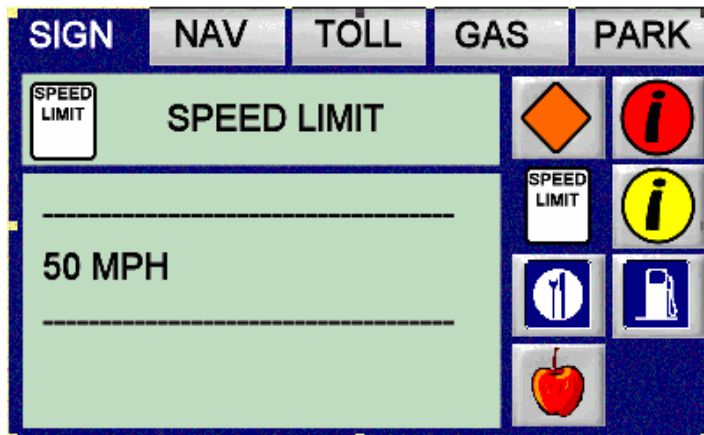 SIGN NAV TOLL GAS PARK
SPEED
LIMIT
SPEED LIMIT
i
SPEED
LIMIT
i
-----------------------------------
50 MPH
-----------------------------------